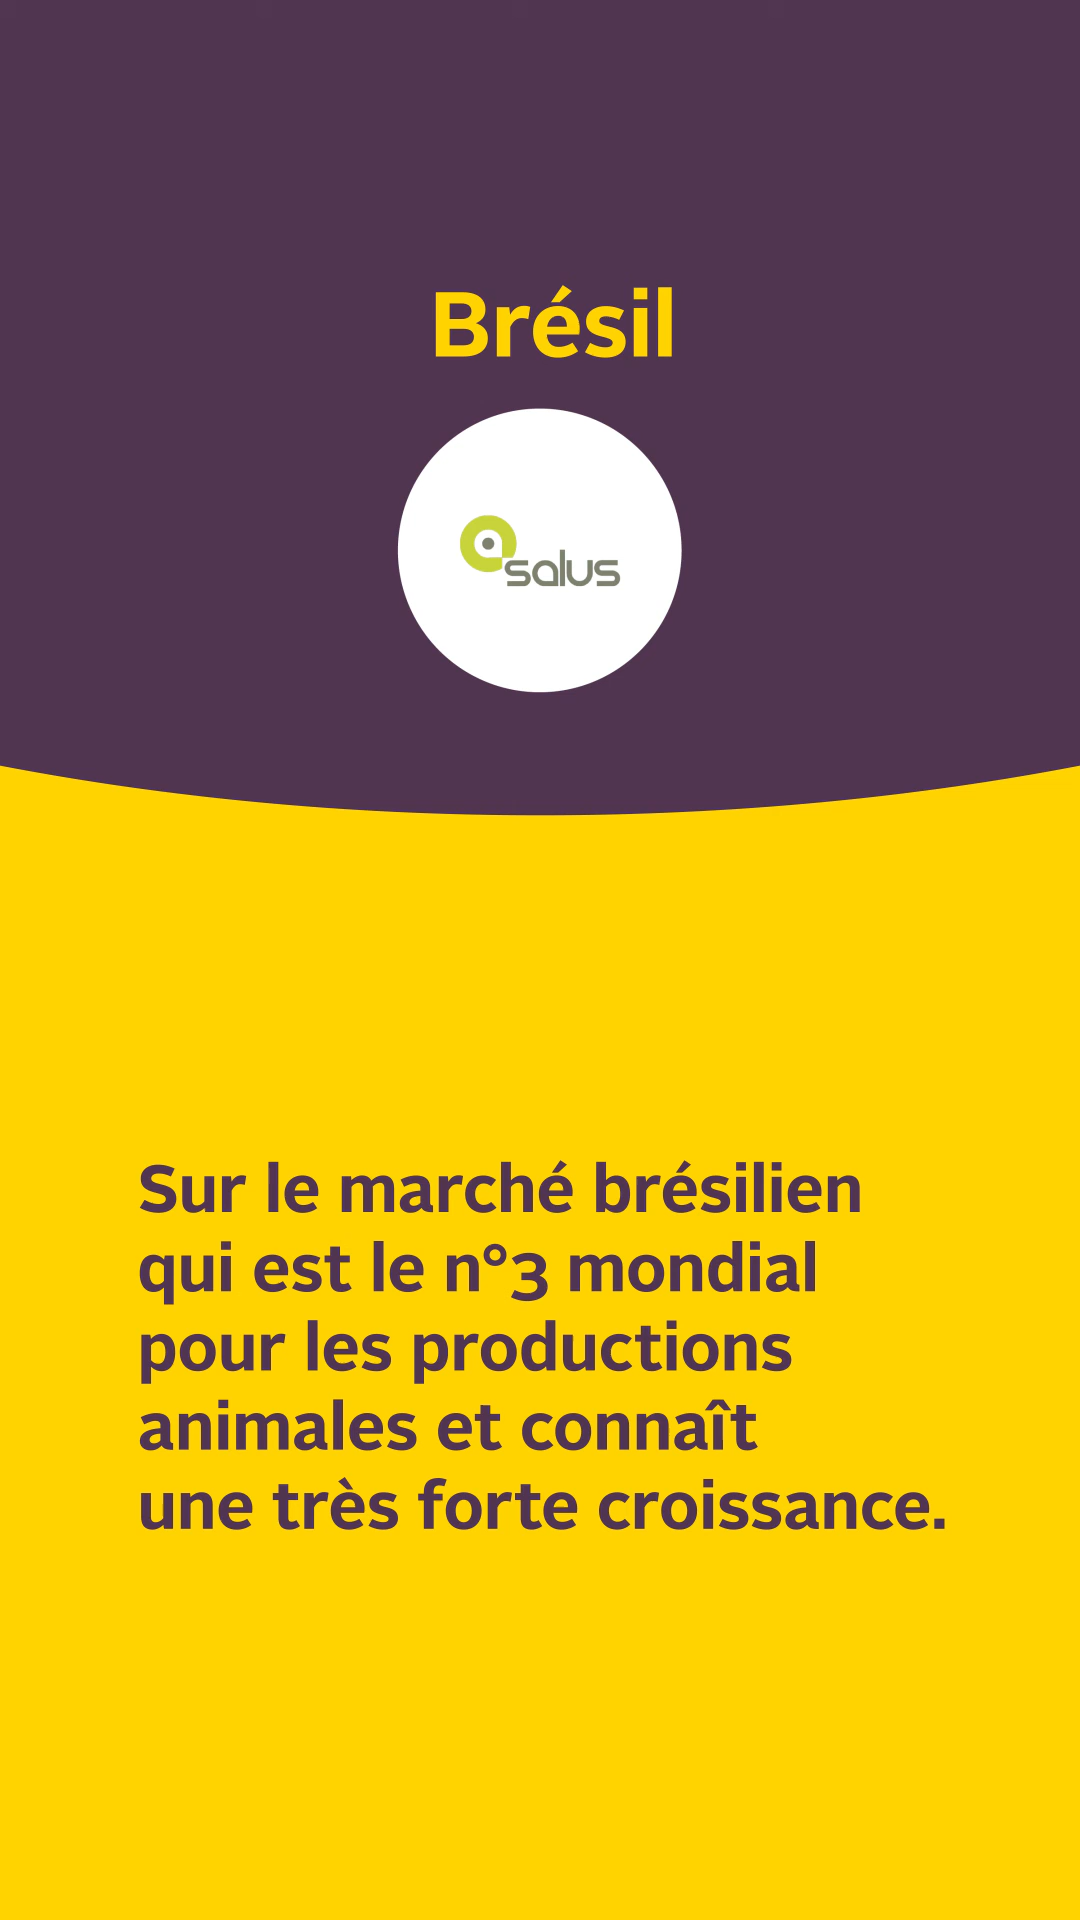 Brésil
salus
Sur le marché brésilien
qui est le n°3 mondial
pour les productions
animales et connaît
une très forte croissance.